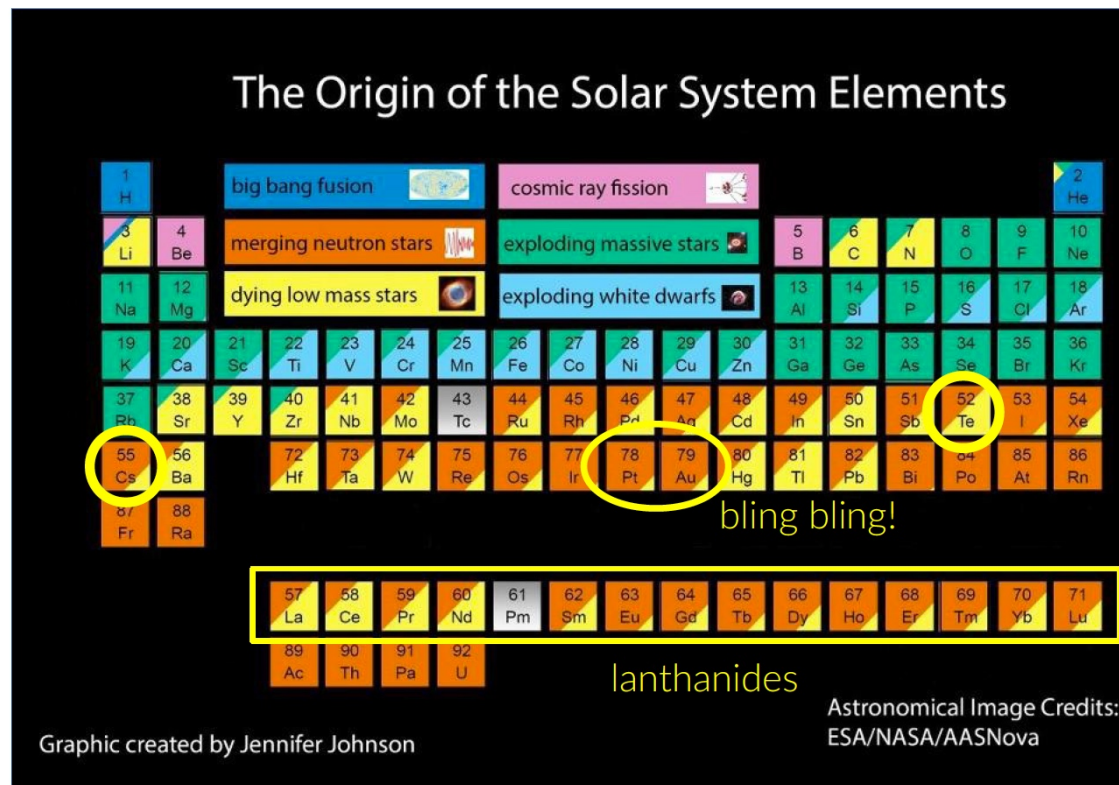 The Origin of the Solar System Elements
1 2
H He
big bang fusion cosmic ray fission
3 4 5 6 7 8 9 10
Li Be B C N O F Ne
merging neutron stars exploding massive stars
11 12 13 14 15 16 17 18
Na Mg Al Si P S Cl Ar
dying low mass stars exploding white dwarfs
19 20 21 22 23 24 25 26 27 28 29 30 31 32 33 34 35 36
K Ca Sc Ti V Cr Mn Fe Co Ni Cu Zn Ga Ge As Se Br Kr
37 38 39 40 41 42 43 44 45 46 47 48 49 50 51 52 53 54
Rb Sr Y Zr Nb Mo Tc Ru Rh Pd Ag Cd In Sn Sb Te I Xe
55 56 72 73 74 75 76 77 78 79 80 81 82 83 84 85 86
Cs Ba Hf Ta W Re Os Ir Pt Au Hg Tl Pb Bi Po At Rn
87 88
Fr Ra
bling bling!
57 58 59 60 61 62 63 64 65 66 67 68 69 70 71
La Ce Pr Nd Pm Sm Eu Gd Tb Dy Ho Er Tm Yb Lu
89 90 91 92
Ac Th Pa U
lanthanides
Astronomical Image Credits:
ESA/NASA/AASNova
Graphic created by Jennifer Johnson